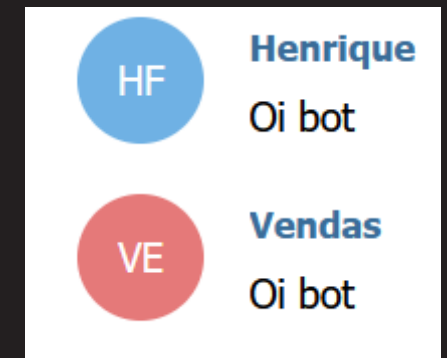 HF
Henrique
Oi bot
VE
Vendas
Oi bot